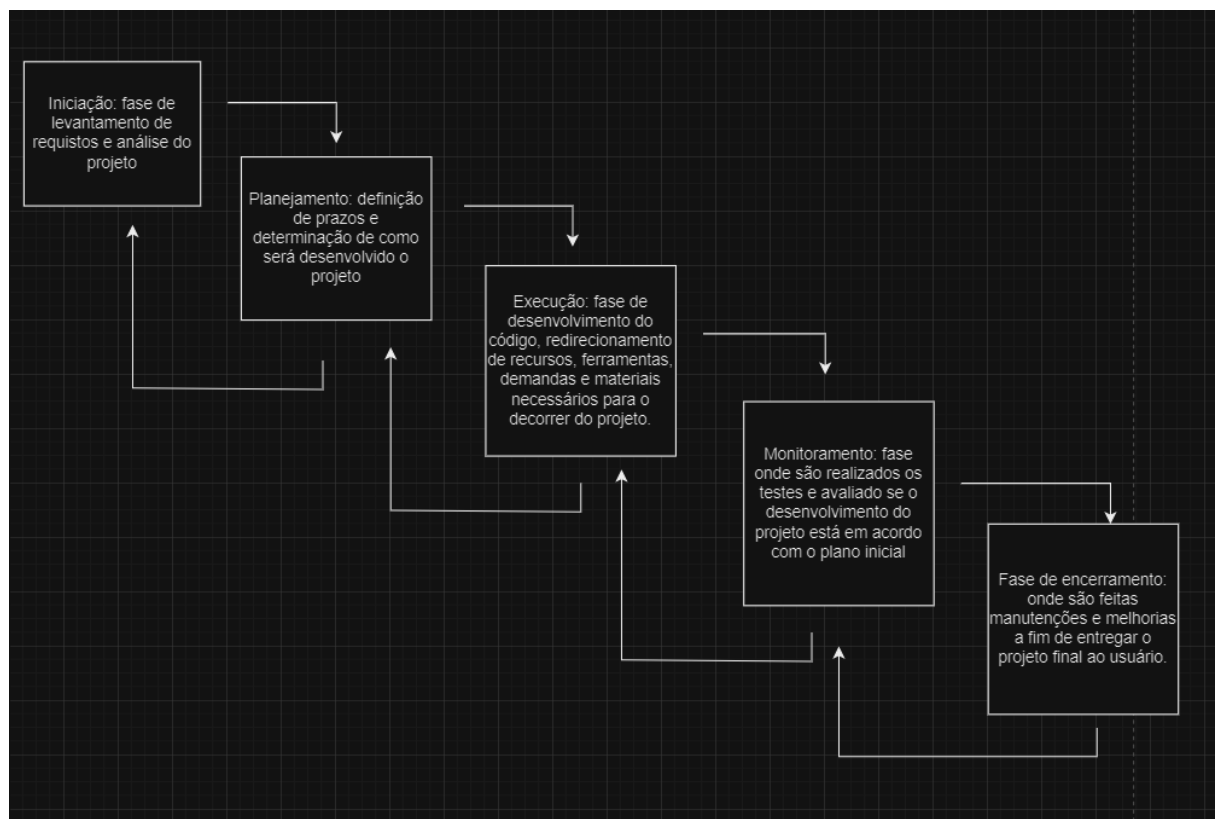 Iniciação: fase de
levantamento de
requistos e análise do
projeto
Planejamento: definição
de prazos e
determinação de como
será desenvolvido o
projeto
Execução: fase de
desenvolvimento do
código, redirecionamento
de recursos, ferramentas,
demandas e materiais
necessários para o
decorrer do projeto.
Monitoramento: fase
onde são realizados os
testes e avaliado se o
desenvolvimento do
projeto está em acordo
com o plano inicial
Fase de encerramento:
onde são feitas
manutenções e melhorias
a fim de entregar o
projeto final ao usuário.